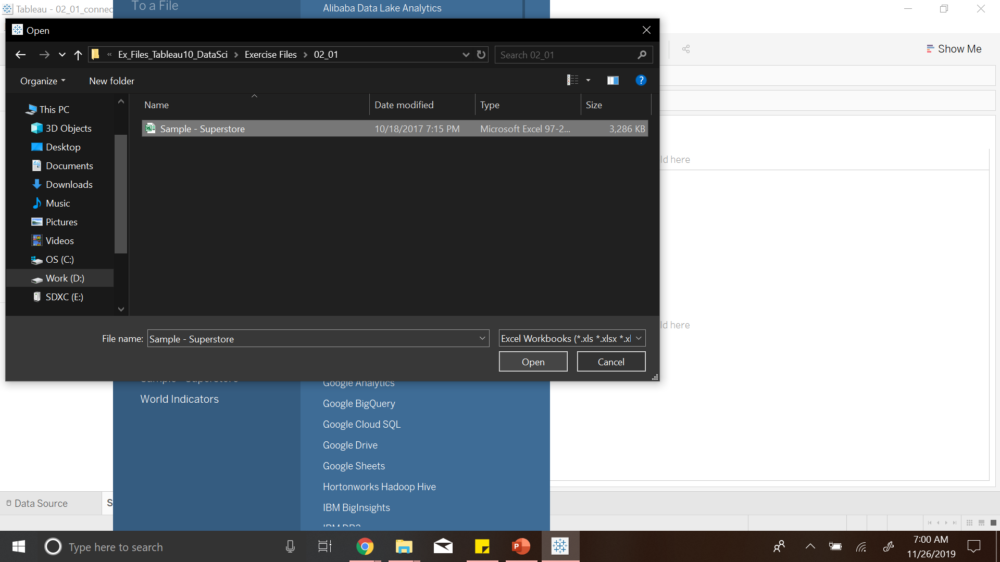 Tableau - 02_01_connec
To a File
Alibaba Data Lake Analytics
Open
« Ex_Files_Tableau10_DataSci > Exercise Files > 02_01
Search 02_01
Show Me
Organize
New folder
Name
Date modified
Type
Size
Sample - Superstore
10/18/2017 7:15 PM
Microsoft Excel 97-2...
3,286 KB
This PC
3D Objects
Desktop
Documents
Downloads
Music
Pictures
Videos
OS (C:)
Work (D:)
SDXC (E:)
ld here
ld here
File name:
Sample - Superstore
Excel Workbooks (*.xls *.xlsx *.xl
Open
Cancel
Sample - Superstore
World Indicators
Google Analytics
Google BigQuery
Google Cloud SQL
Google Drive
Google Sheets
Hortonworks Hadoop Hive
IBM BigInsights
IBM DB2
Data Source
S
Type here to search
7:00 AM
11/26/2019